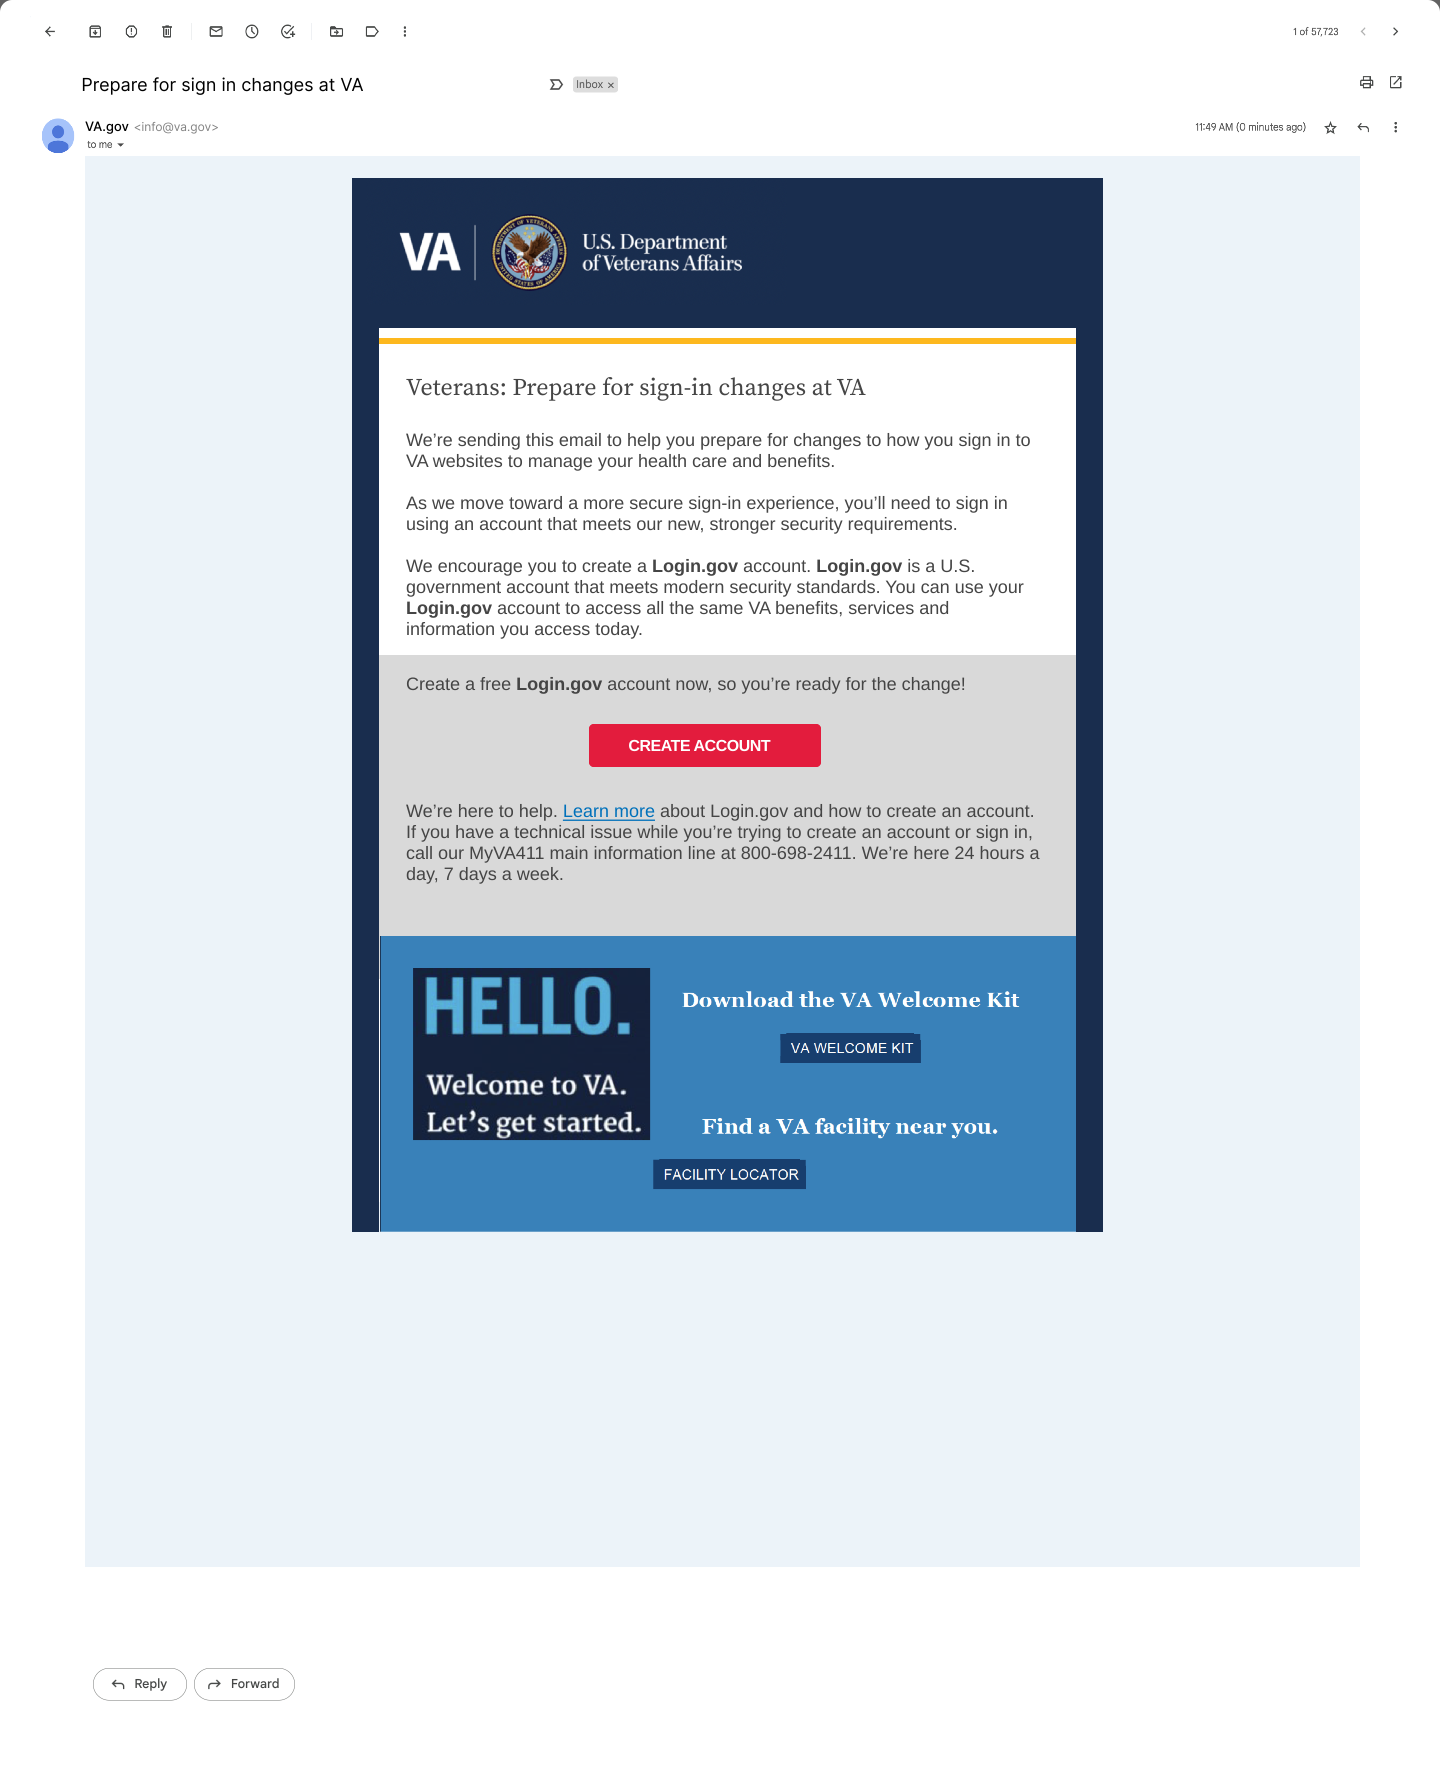 1 of 57,723
Prepare for sign in changes at VA
Inbox ×
VA.gov <info@va.gov>
11:49 AM (0 minutes ago)
to me
VA
U.S. Department
of Veterans Affairs
Veterans: Prepare for sign-in changes at VA
We’re sending this email to help you prepare for changes to how you sign in to
VA websites to manage your health care and benefits.
As we move toward a more secure sign-in experience, you’ll need to sign in
using an account that meets our new, stronger security requirements.
We encourage you to create a Login.gov account. Login.gov is a U.S.
government account that meets modern security standards. You can use your
Login.gov account to access all the same VA benefits, services and
information you access today.
Create a free Login.gov account now, so you’re ready for the change!
CREATE ACCOUNT
We’re here to help. Learn more about Login.gov and how to create an account.
If you have a technical issue while you’re trying to create an account or sign in,
call our MyVA411 main information line at 800-698-2411. We’re here 24 hours a
day, 7 days a week.
HELLO.
Welcome to VA.
Let’s get started.
Download the VA Welcome Kit
VA WELCOME KIT
Find a VA facility near you.
FACILITY LOCATOR
Reply
Forward